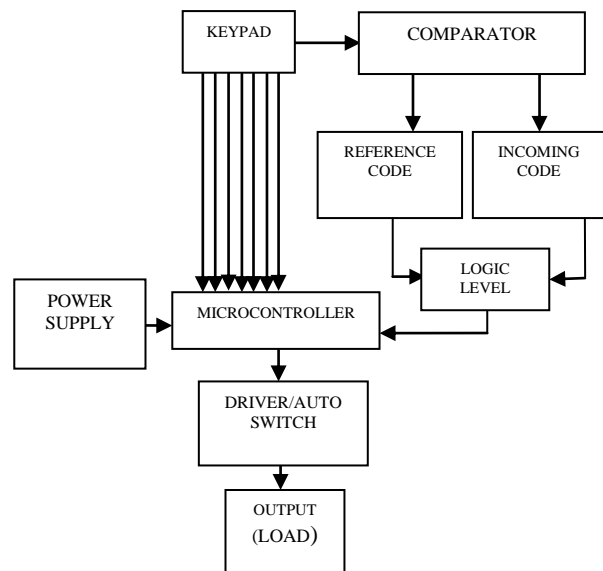 KEYPAD
COMPARATOR
REFERENCE
CODE
INCOMING
CODE
LOGIC
LEVEL
POWER
SUPPLY
MICROCONTROLLER
DRIVER/AUTO
SWITCH
OUTPUT
(LOAD)